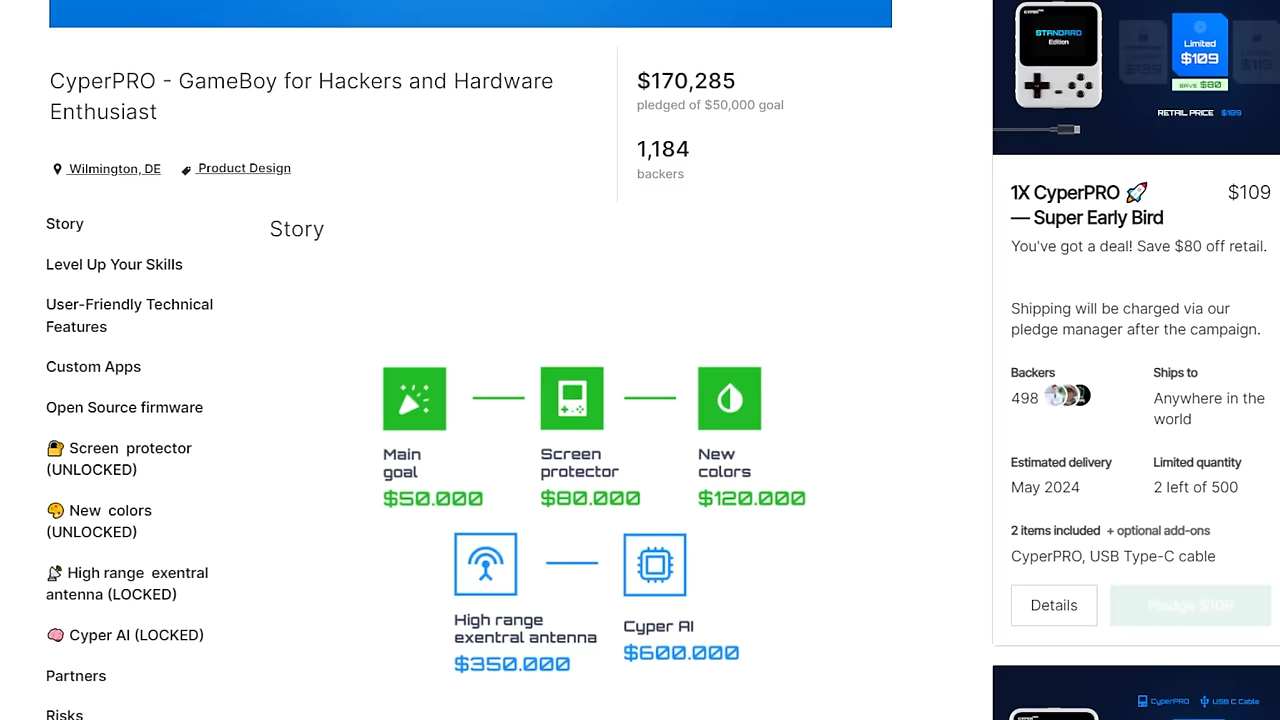 CyperPRO - GameBoy for Hackers and Hardware
Enthusiast
Wilmington, DE
Product Design
$170,285
pledged of $50,000 goal
1,184
backers
Story
Level Up Your Skills
User-Friendly Technical
Features
Custom Apps
Open Source firmware
Screen protector
(UNLOCKED)
New colors
(UNLOCKED)
High range exentral
antenna (LOCKED)
Cyper AI (LOCKED)
Partners
Risks
Story
Main
goal
$50.000
Screen
protector
$80.000
New
colors
$120.000
High range
exentral antenna
$350.000
Cyper AI
$600.000
STANDARD
Edition
Limited
$109
SAVE $80
RETAIL PRICE $189
1X CyperPRO 🚀
— Super Early Bird
$109
You've got a deal! Save $80 off retail.
Shipping will be charged via our
pledge manager after the campaign.
Backers
498
Ships to
Anywhere in the
world
Estimated delivery
May 2024
Limited quantity
2 left of 500
2 items included + optional add-ons
CyperPRO, USB Type-C cable
Details
Pledge $109
CyperPRO
USB C Cable